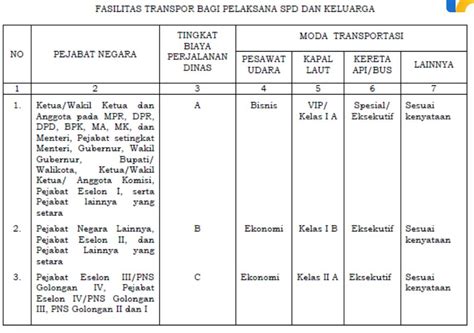 FASILITAS TRANSPOR BAGI PELAKSANA SPD DAN KELUARGA
NO
PEJABAT NEGARA
TINGKAT
BIAYA
PERJALANAN
DINAS
MODA TRANSPORTASI
PESAWAT
UDARA
KAPAL
LAUT
KERETA
API/BUS
LAINNYA
1 2 3 4 5 6 7
1. Ketua/Wakil Ketua dan A Bisnis VIP/ Spesial/ Sesuai
Anggota pada MPR, DPR, Kelas I A Eksekutif kenyataan
DPD, BPK, MA, MK, dan
Menteri, Pejabat setingkat
Menteri, Gubernur, Wakil
Gubernur, Bupati/
Walikota, Ketua/Wakil
Ketua/ Anggota Komisi,
Pejabat Eselon I, serta
Pejabat lainnya yang
setara
2. Pejabat Negara Lainnya, B Ekonomi Kelas I B Eksekutif Sesuai
Pejabat Eselon II, dan kenyataan
Pejabat Lainnya yang
setara
3. Pejabat Eselon III/PNS C Ekonomi Kelas II A Eksekutif Sesuai
Golongan IV, Pejabat kenyataan
Eselon IV/PNS Golongan
III, PNS Golongan II dan I